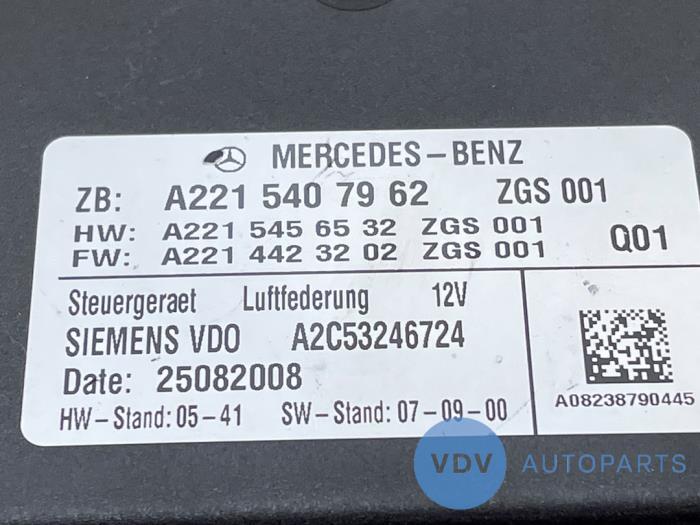 MERCEDES-BENZ
ZB: A221 540 79 62 ZGS 001
HW: A221 545 65 32 ZGS 001
FW: A221 442 32 02 ZGS 001 Q01
Steuergeraet Luftfederung 12V
SIEMENS VDO A2C53246724
Date: 25082008
HW-Stand: 05-41 SW-Stand: 07-09-00
A08238790445
VDV AUTOPARTS